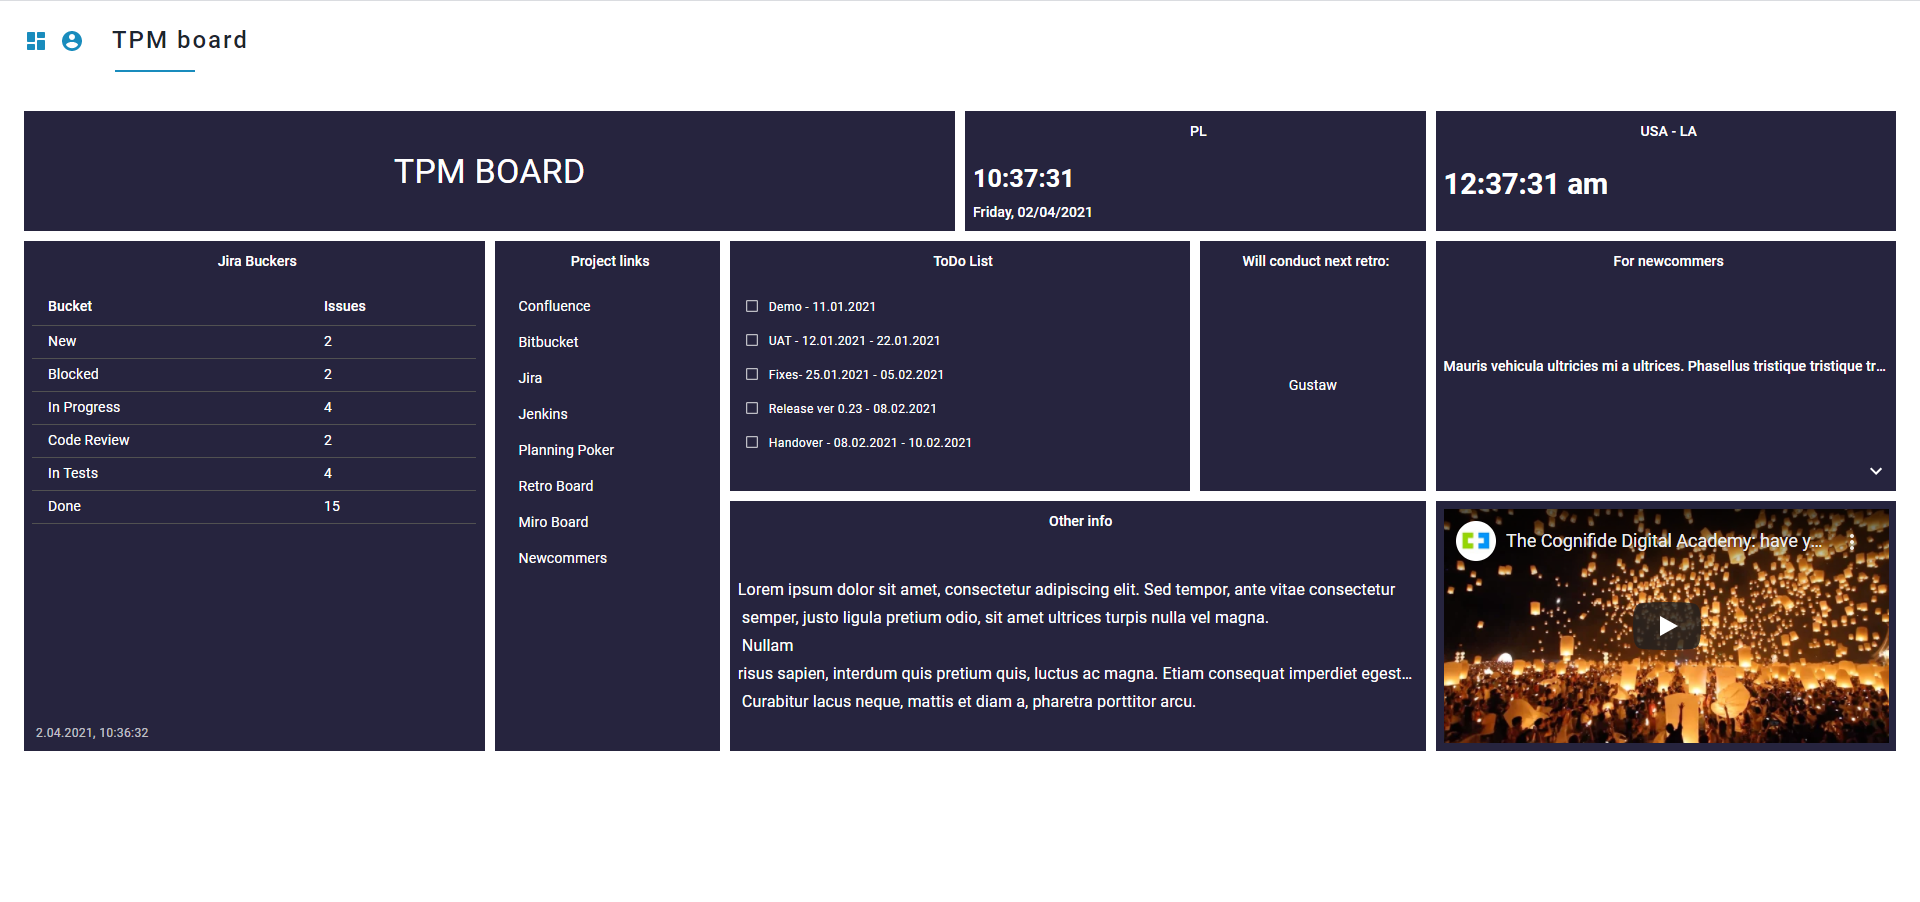 TPM board
TPM BOARD
PL
10:37:31
Friday, 02/04/2021
USA - LA
12:37:31 am
Jira Buckers
Bucket Issues
New 2
Blocked 2
In Progress 4
Code Review 2
In Tests 4
Done 15
2.04.2021, 10:36:32
Project links
Confluence
Bitbucket
Jira
Jenkins
Planning Poker
Retro Board
Miro Board
Newcommers
ToDo List
Demo - 11.01.2021
UAT - 12.01.2021 - 22.01.2021
Fixes- 25.01.2021 - 05.02.2021
Release ver 0.23 - 08.02.2021
Handover - 08.02.2021 - 10.02.2021
Will conduct next retro:
Gustaw
For newcommers
Mauris vehicula ultricies mi a ultrices. Phasellus tristique tristique tr...
Other info
Lorem ipsum dolor sit amet, consectetur adipiscing elit. Sed tempor, ante vitae consectetur
semper, justo ligula pretium odio, sit amet ultrices turpis nulla vel magna.
Nullam
risus sapien, interdum quis pretium quis, luctus ac magna. Etiam consequat imperdiet egest...
Curabitur lacus neque, mattis et diam a, pharetra porttitor arcu.
The Cognifide Digital Academy: have y...